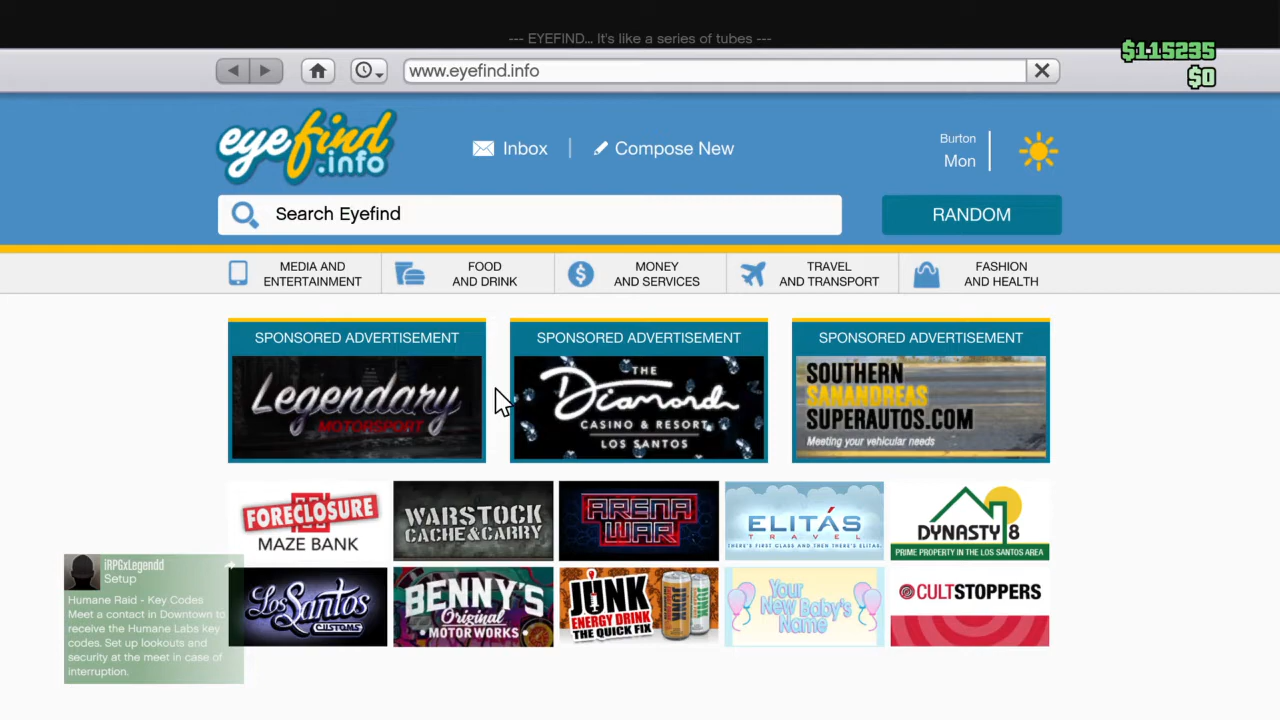 --- EYEFIND... It's like a series of tubes ---
$115235
$0
www.eyefind.info
eyefind
.info
Inbox
Compose New
Burton
Mon
Search Eyefind
RANDOM
MEDIA AND
ENTERTAINMENT
FOOD
AND DRINK
MONEY
AND SERVICES
TRAVEL
AND TRANSPORT
FASHION
AND HEALTH
SPONSORED ADVERTISEMENT
Legendary
MOTORSPORT
SPONSORED ADVERTISEMENT
THE
Diamond
CASINO & RESORT
LOS SANTOS
SPONSORED ADVERTISEMENT
SOUTHERN
SANANDREAS
SUPERAUTOS.COM
Meeting your vehicular needs
FORECLOSURE
MAZE BANK
WARSTOCK
CACHE & CARRY
ARENA
WAR
ELITÁS
TRAVEL
THERE'S FIRST CLASS AND THEN THERE'S ELITAS.
DYNASTY 8
PRIME PROPERTY IN THE LOS SANTOS AREA
Los Santos
CUSTOMS
BENNY'S
Original
MOTOR WORKS
JUNK
ENERGY DRINK
THE QUICK FIX
JUNK
JUNK
Your
New Baby's
Name
CULTSTOPPERS
iRPGxLegendd
Setup
Humane Raid - Key Codes
Meet a contact in Downtown to
receive the Humane Labs key
codes. Set up lookouts and
security at the meet in case of
interruption.